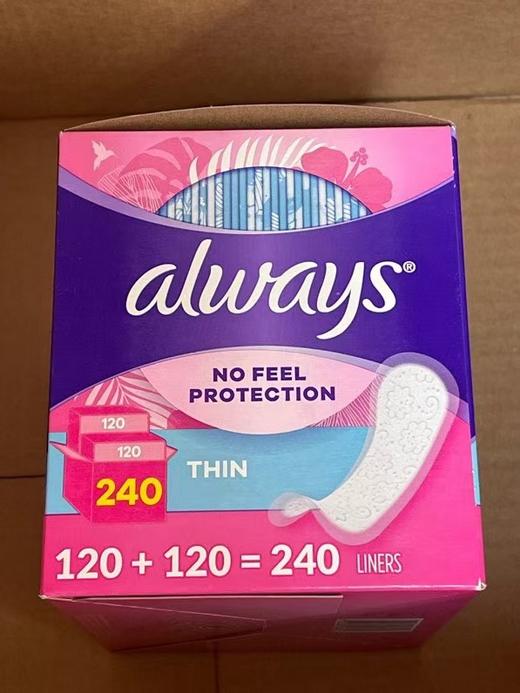 always®
NO FEEL
PROTECTION
120
120
240
THIN
120 + 120 = 240 LINERS